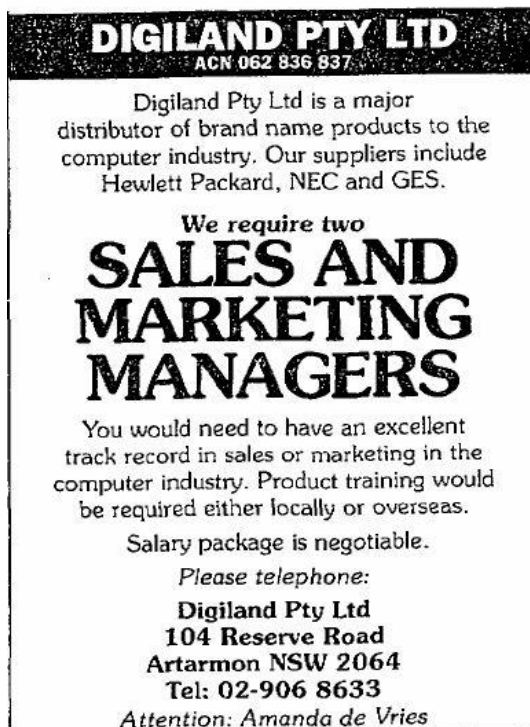 DIGILAND PTY LTD
ACN 062 836 837
Digiland Pty Ltd is a major
distributor of brand name products to the
computer industry. Our suppliers include
Hewlett Packard, NEC and GES.
We require two
SALES AND
MARKETING
MANAGERS
You would need to have an excellent
track record in sales or marketing in the
computer industry. Product training would
be required either locally or overseas.
Salary package is negotiable.
Please telephone:
Digiland Pty Ltd
104 Reserve Road
Artarmon NSW 2064
Tel: 02-906 8633
Attention: Amanda de Vries